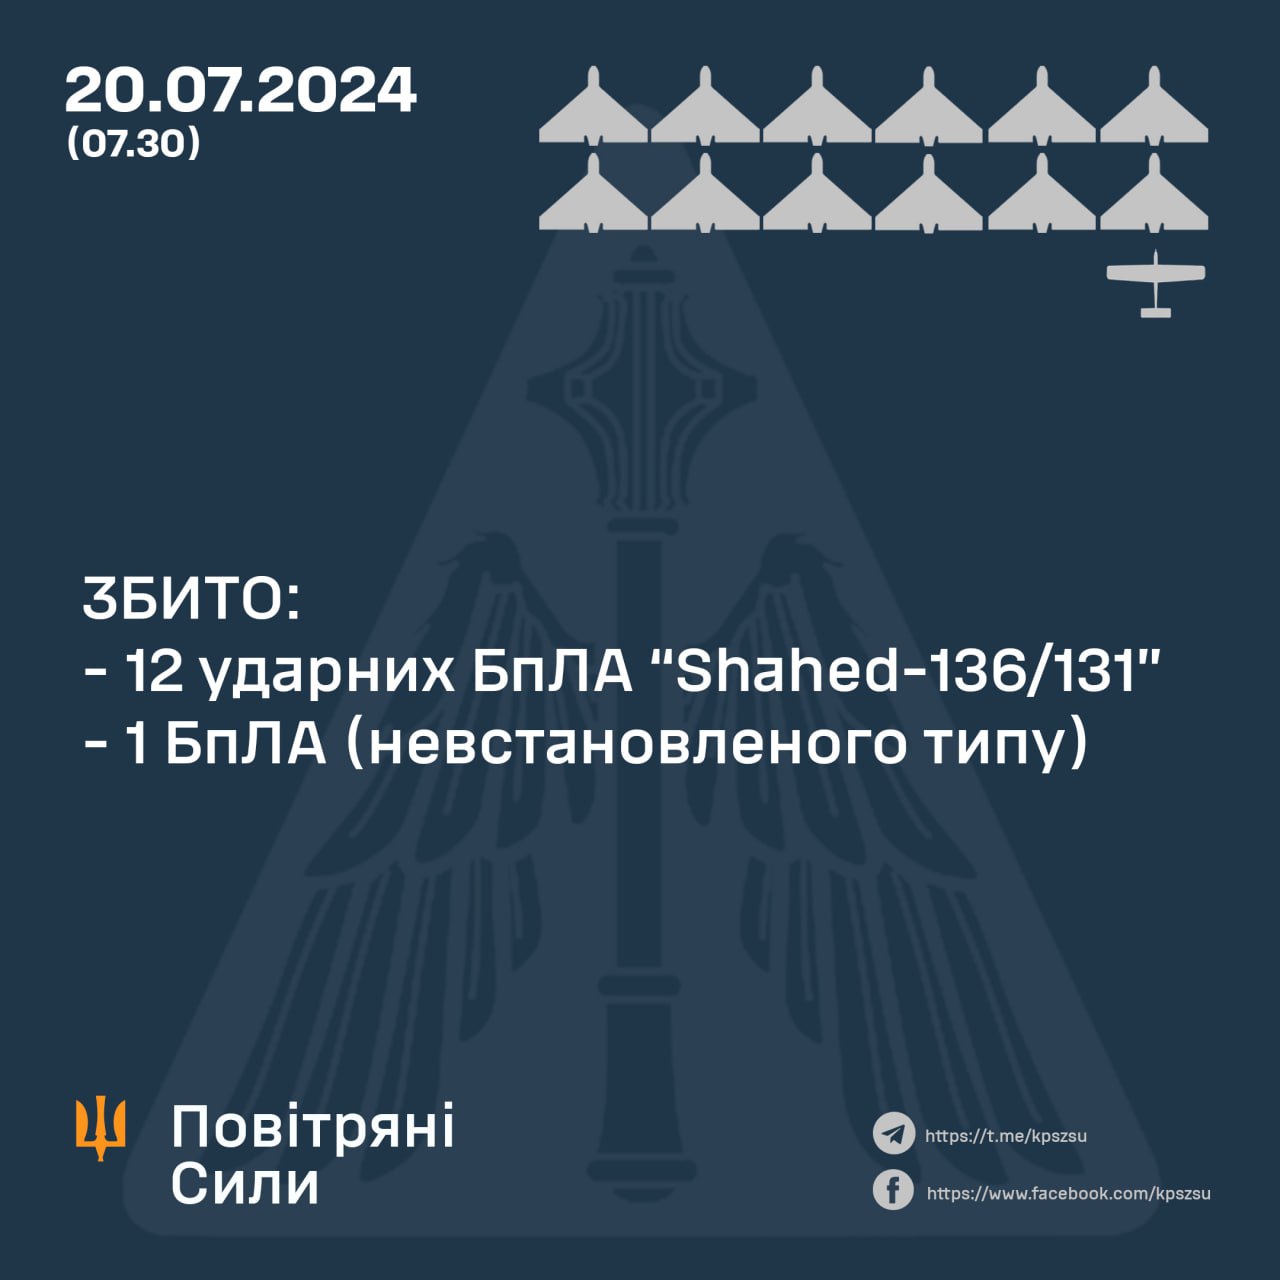 20.07.2024
(07.30)
ЗБИТО:
- 12 ударних БпЛА “Shahed-136/131”
- 1 БпЛА (невстановленого типу)
Повітряні
Сили
https://t.me/kpszsu
https://www.facebook.com/kpszsu